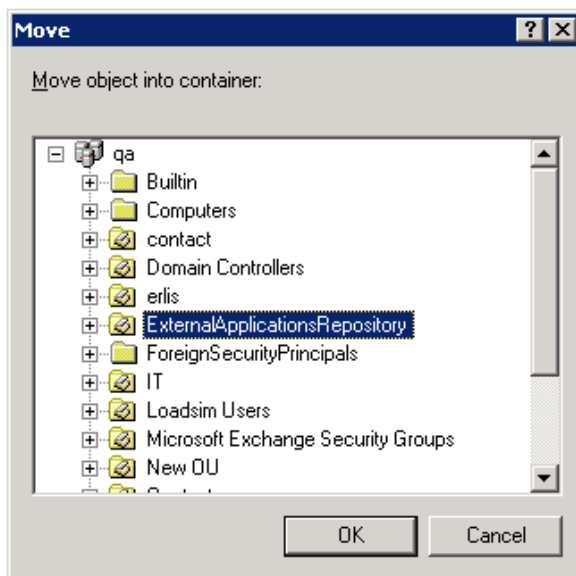 Move
Move object into container:
qa
Builtin
Computers
contact
Domain Controllers
erlis
ExternalApplicationsRepository
ForeignSecurityPrincipals
IT
Loadsim Users
Microsoft Exchange Security Groups
New OU
OK Cancel